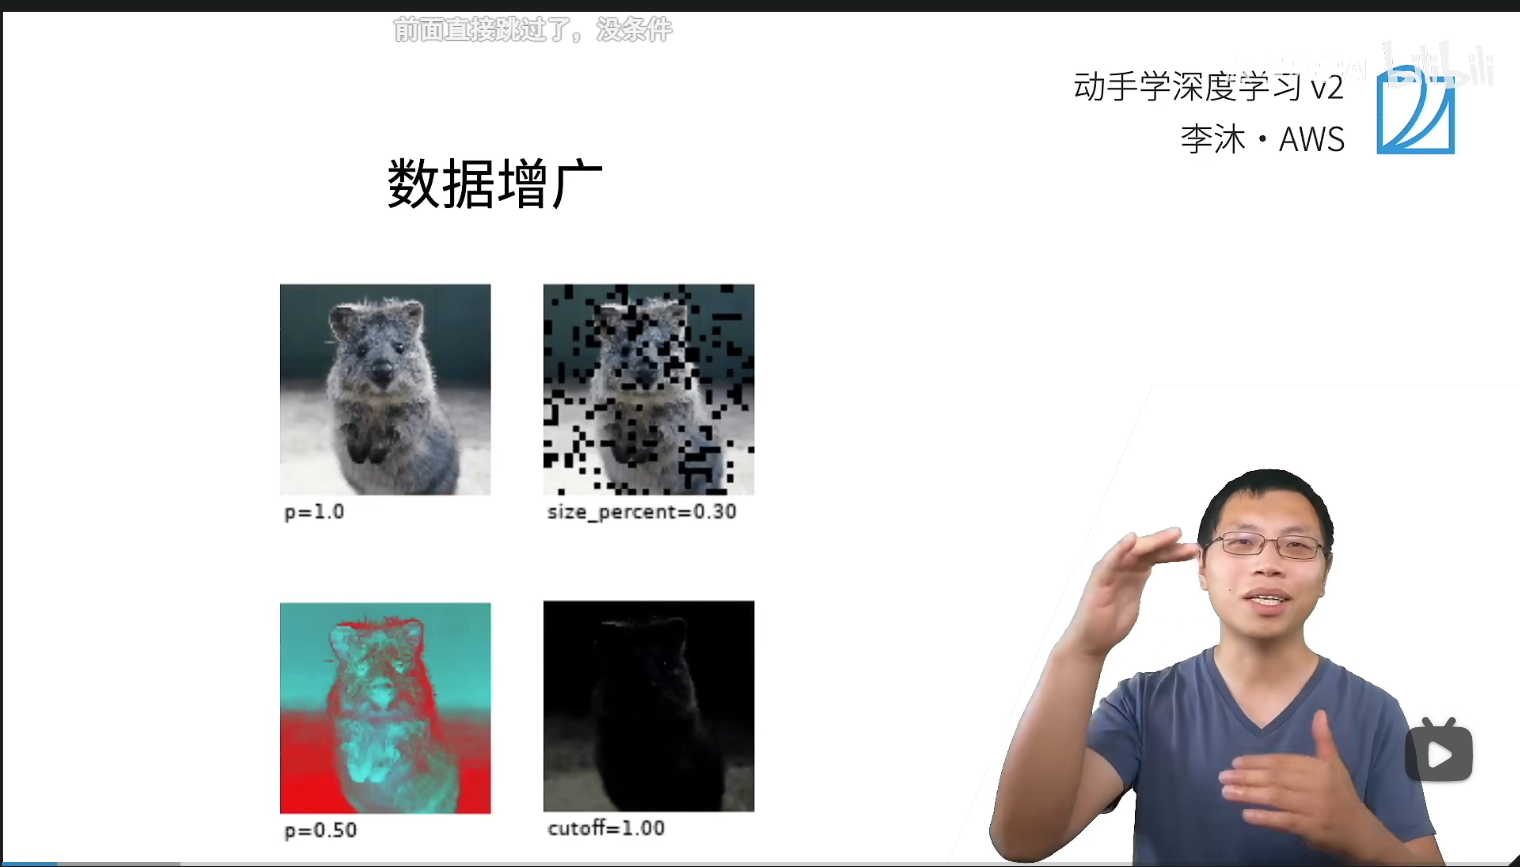 前面直接跳过了，没条件
动手学深度学习 v2
李沐·AWS
bilibili
数据增广
p=1.0
size_percent=0.30
p=0.50
cutoff=1.00